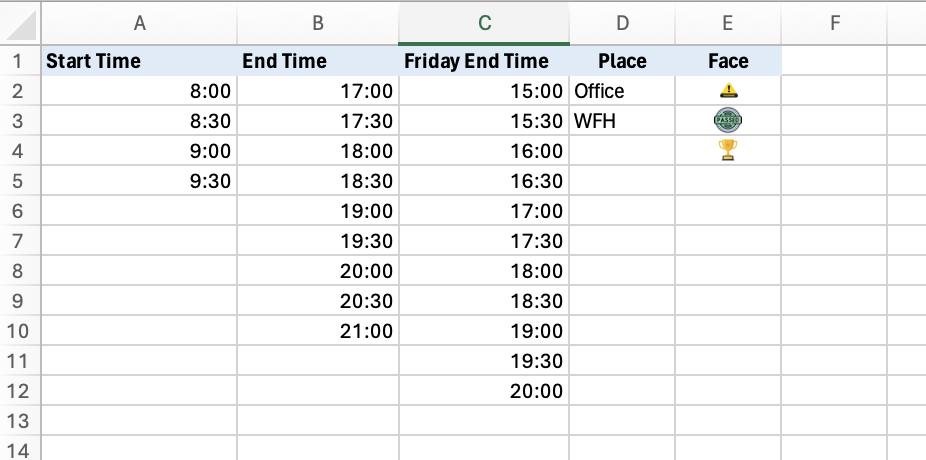 A B C D E F
1 Start Time End Time Friday End Time Place Face
2 8:00 17:00 15:00 Office ⚠️
3 8:30 17:30 15:30 WFH PASSED
4 9:00 18:00 16:00 🏆
5 9:30 18:30 16:30
6 19:00 17:00
7 19:30 17:30
8 20:00 18:00
9 20:30 18:30
10 21:00 19:00
11 19:30
12 20:00
13
14